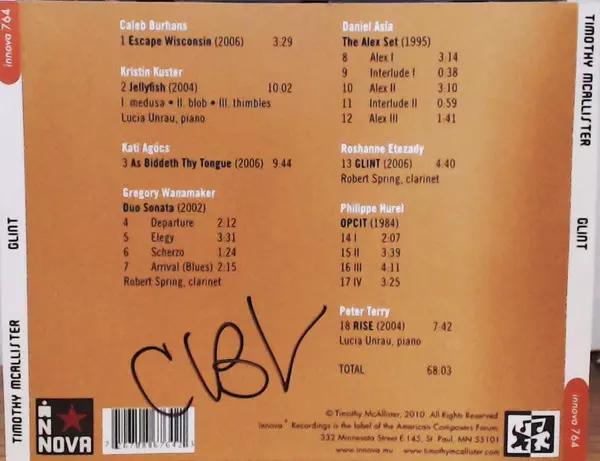 innova 764
TIMOTHY MCALLISTER
GLINT
Caleb Burhans
1 Escape Wisconsin (2006) 3:29
Kristin Kuster
2 Jellyfish (2004) 10:02
I. medusa • II. blob • III. thimbles
Lucia Unrau, piano
Kati Agócs
3 As Biddeth Thy Tongue (2006) 9:44
Gregory Wanamaker
Duo Sonata (2002)
4 Departure 2:12
5 Elegy 3:31
6 Scherzo 1:24
7 Arrival (Blues) 2:15
Robert Spring, clarinet
Daniel Asia
The Alex Set (1995)
8 Alex I 3:14
9 Interlude I 0:38
10 Alex II 3:10
11 Interlude II 0:59
12 Alex III 1:41
Roshanne Etezady
13 GLINT (2006) 4:40
Robert Spring, clarinet
Philippe Hurel
OPCIT (1984)
14 I 2:07
15 II 3:39
16 III 4:11
17 IV 3:25
Peter Terry
18 RISE (2004) 7:42
Lucia Unrau, piano
TOTAL 68:03
INNOVA
© Timothy McAllister, 2010. All Rights Reserved
innova® Recordings is the label of the American Composers Forum.
332 Minnesota Street E-145, St. Paul, MN 55101
www.innova.mu www.timothymcallister.com
TIMOTHY MCALLISTER
GLINT
innova 764